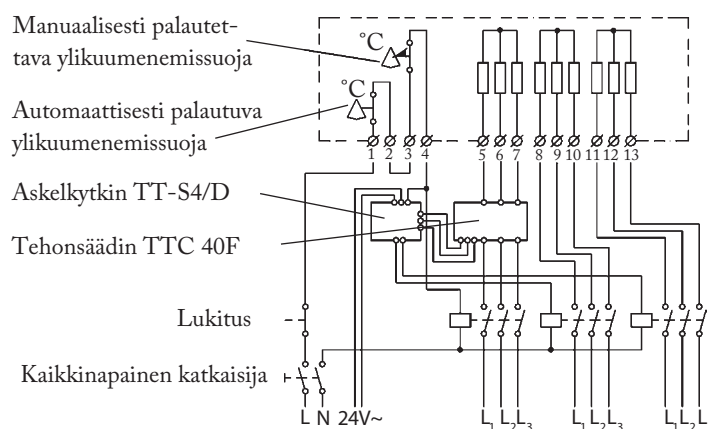 Manuaalisesti palautet-
tava ylikuumenemissuoja
°C
°C
Automaattisesti palautuva
ylikuumenemissuoja
1 2 3 4 5 6 7 8 9 10 11 12 13
Askelkytkin TT-S4/D
Tehonsäädin TTC 40F
Lukitus
Kaikkinapainen katkaisija
L N 24V~ L1 L2 L3 L1 L2 L3 L1 L2 L